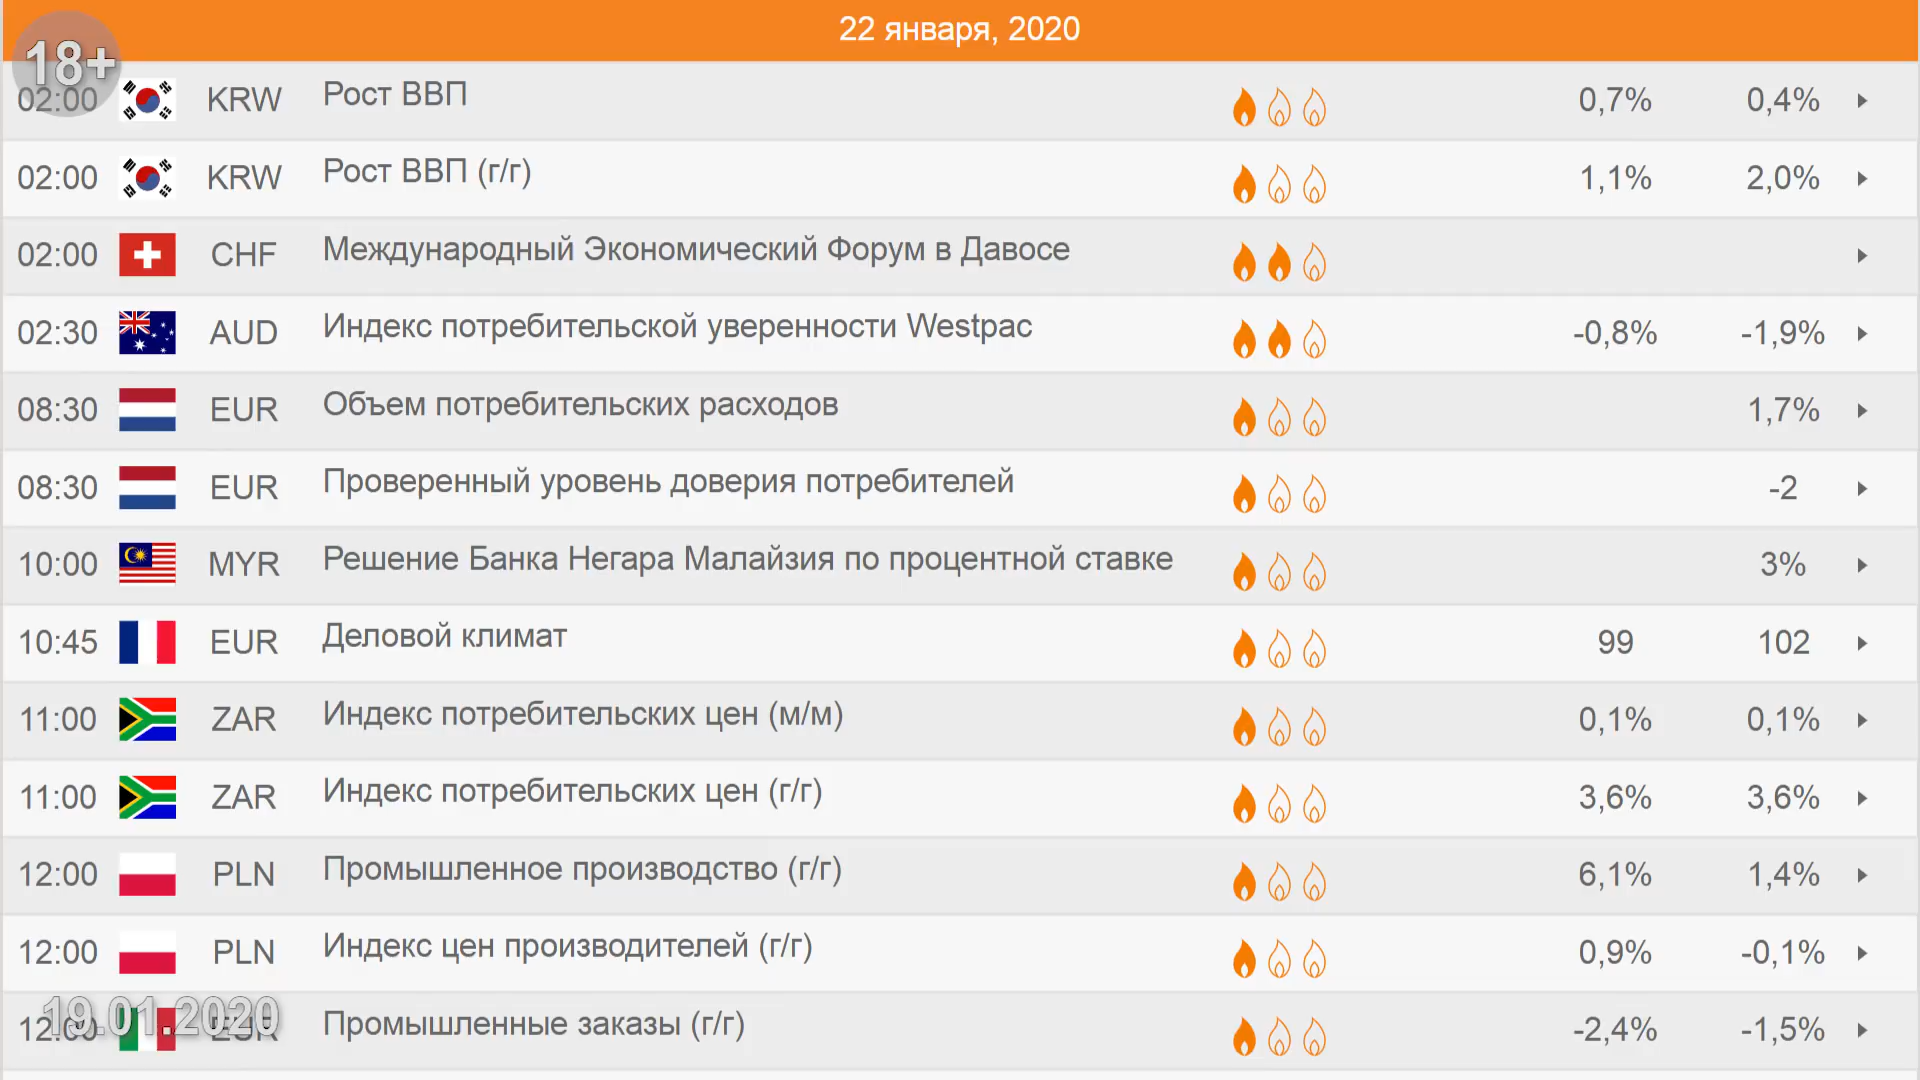 22 января, 2020
18+
02:00 KRW Рост ВВП 0,7% 0,4%
02:00 KRW Рост ВВП (г/г) 1,1% 2,0%
02:00 CHF Международный Экономический Форум в Давосе
02:30 AUD Индекс потребительской уверенности Westpac -0,8% -1,9%
08:30 EUR Объем потребительских расходов 1,7%
08:30 EUR Проверенный уровень доверия потребителей -2
10:00 MYR Решение Банка Негара Малайзия по процентной ставке 3%
10:45 EUR Деловой климат 99 102
11:00 ZAR Индекс потребительских цен (м/м) 0,1% 0,1%
11:00 ZAR Индекс потребительских цен (г/г) 3,6% 3,6%
12:00 PLN Промышленное производство (г/г) 6,1% 1,4%
12:00 PLN Индекс цен производителей (г/г) 0,9% -0,1%
19.01.2020
12:00 EUR Промышленные заказы (г/г) -2,4% -1,5%